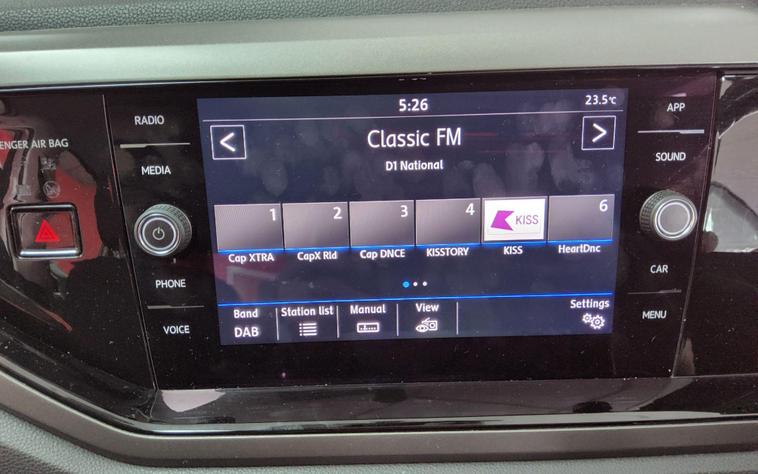 5:26
23.5°C
Classic FM
D1 National
1
2
3
4
KISS
6
Cap XTRA
CapX Rld
Cap DNCE
KISSTORY
KISS
HeartDnc
Band
Station list
Manual
View
Settings
DAB
RADIO
MEDIA
PHONE
VOICE
APP
SOUND
CAR
MENU
AIR BAG